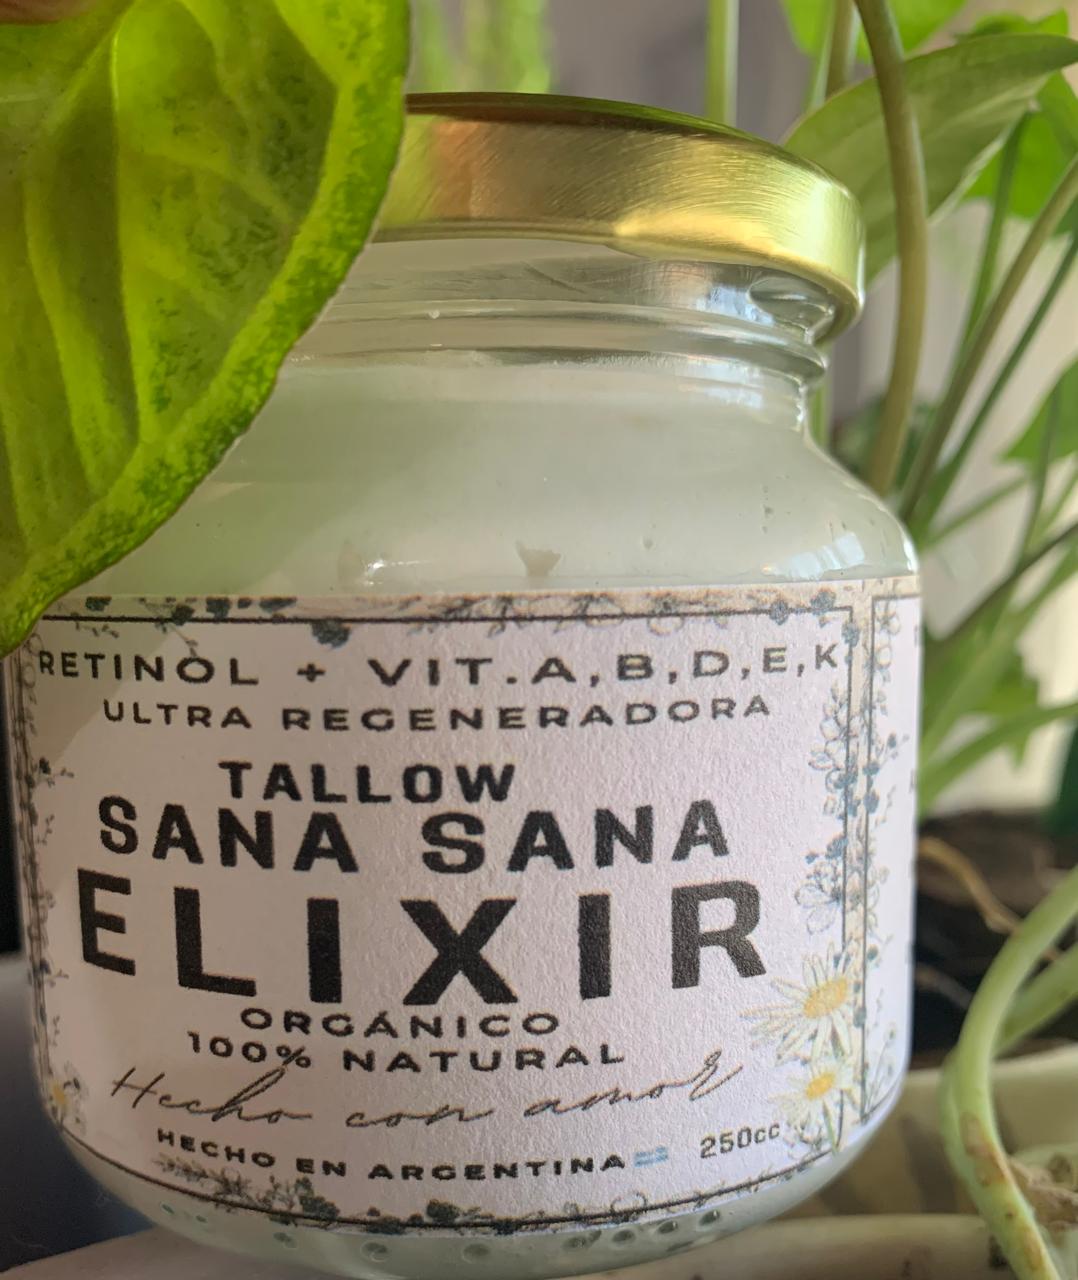 RETINOL + VIT.A,B,D,E,K
ULTRA REGENERADORA
TALLOW
SANA SANA
ELIXIR
ORGÁNICO
100% NATURAL
Hecho con amor
HECHO EN ARGENTINA 250cc